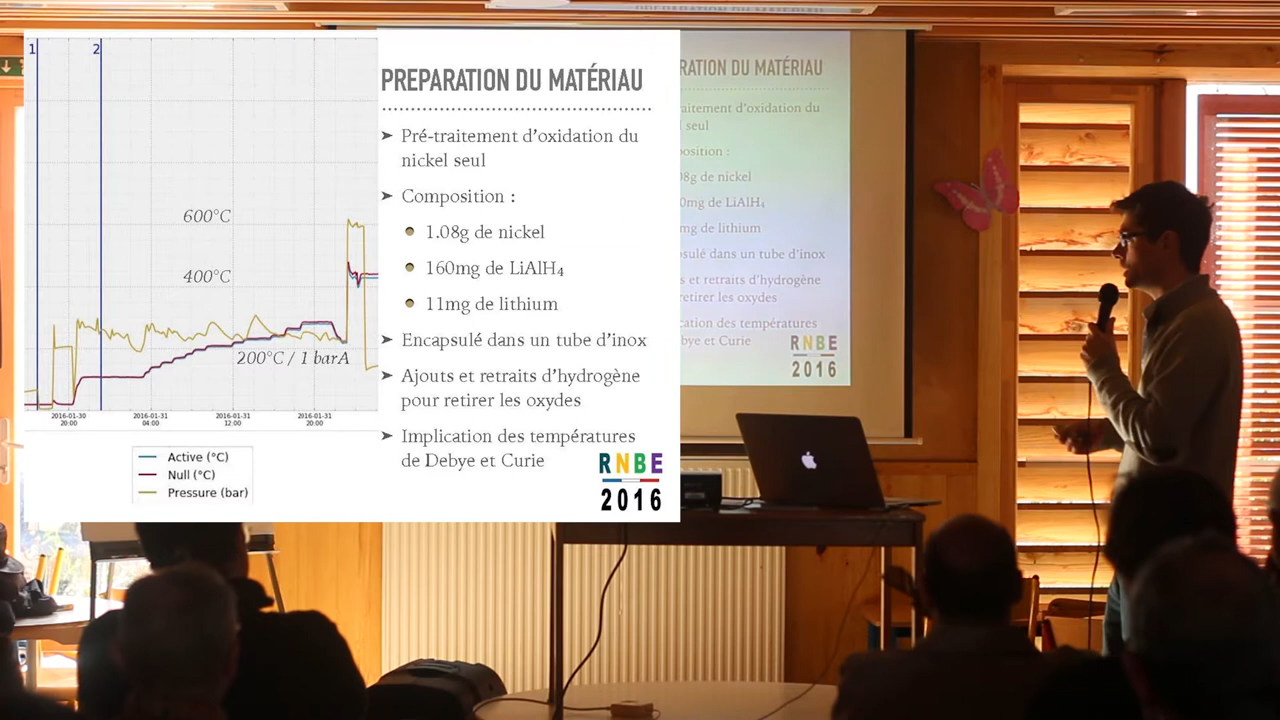 PREPARATION DU MATÉRIAU
1 2
PREPARATION DU MATÉRIAU
➤ Pré-traitement d'oxidation du
nickel seul
➤ Composition :
• 1.08g de nickel
• 160mg de LiAlH₄
• 11mg de lithium
➤ Encapsulé dans un tube d'inox
➤ Ajouts et retraits d'hydrogène
pour retirer les oxydes
➤ Implication des températures
de Debye et Curie
RNBE
2016
600°C
400°C
200°C / 1 barA
2016-01-30 2016-01-31 2016-01-31 2016-01-31
20:00 04:00 12:00 20:00
Active (°C)
Null (°C)
Pressure (bar)
RATION DU MATÉRIAU
aitement d'oxidation du
seul
osition :
08g de nickel
0mg de LiAlH₄
mg de lithium
sulé dans un tube d'inox
s et retraits d'hydrogène
retirer les oxydes
cation des températures
bye et Curie
RNBE
2016